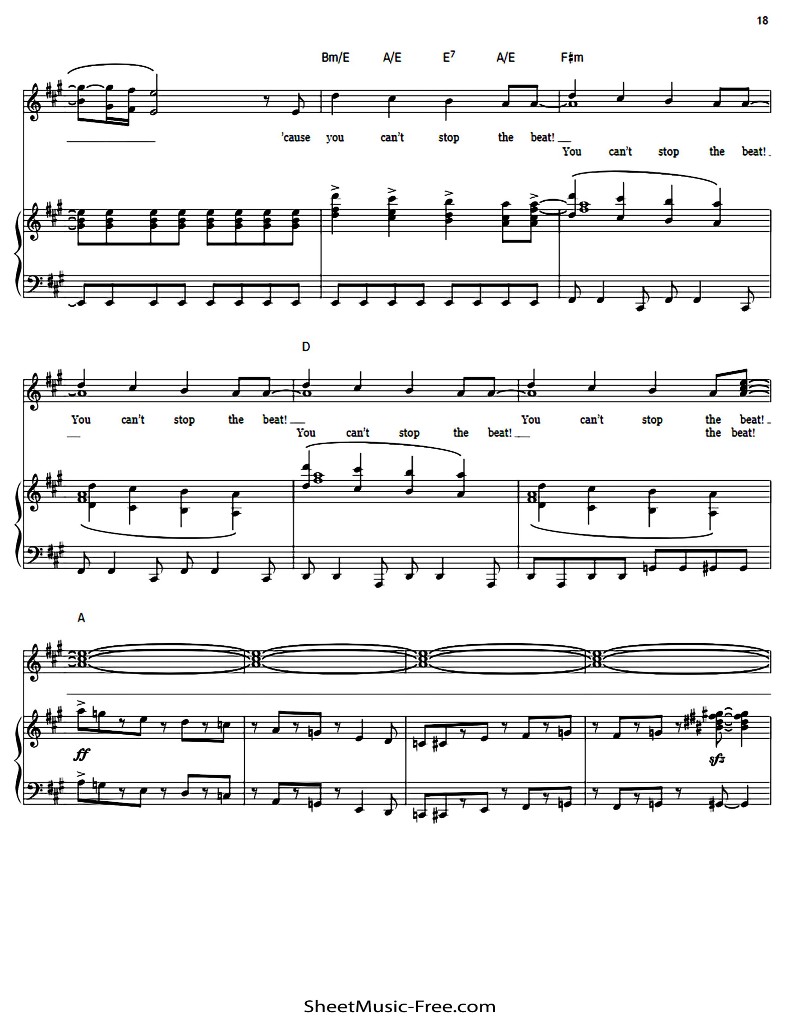 18
Bm/E A/E E7 A/E F♯m
'cause you can't stop the beat!
You can't stop the beat!
D
You can't stop the beat! You can't stop the beat!
You can't stop the beat! the beat!
A
ff
sfz
SheetMusic-Free.com